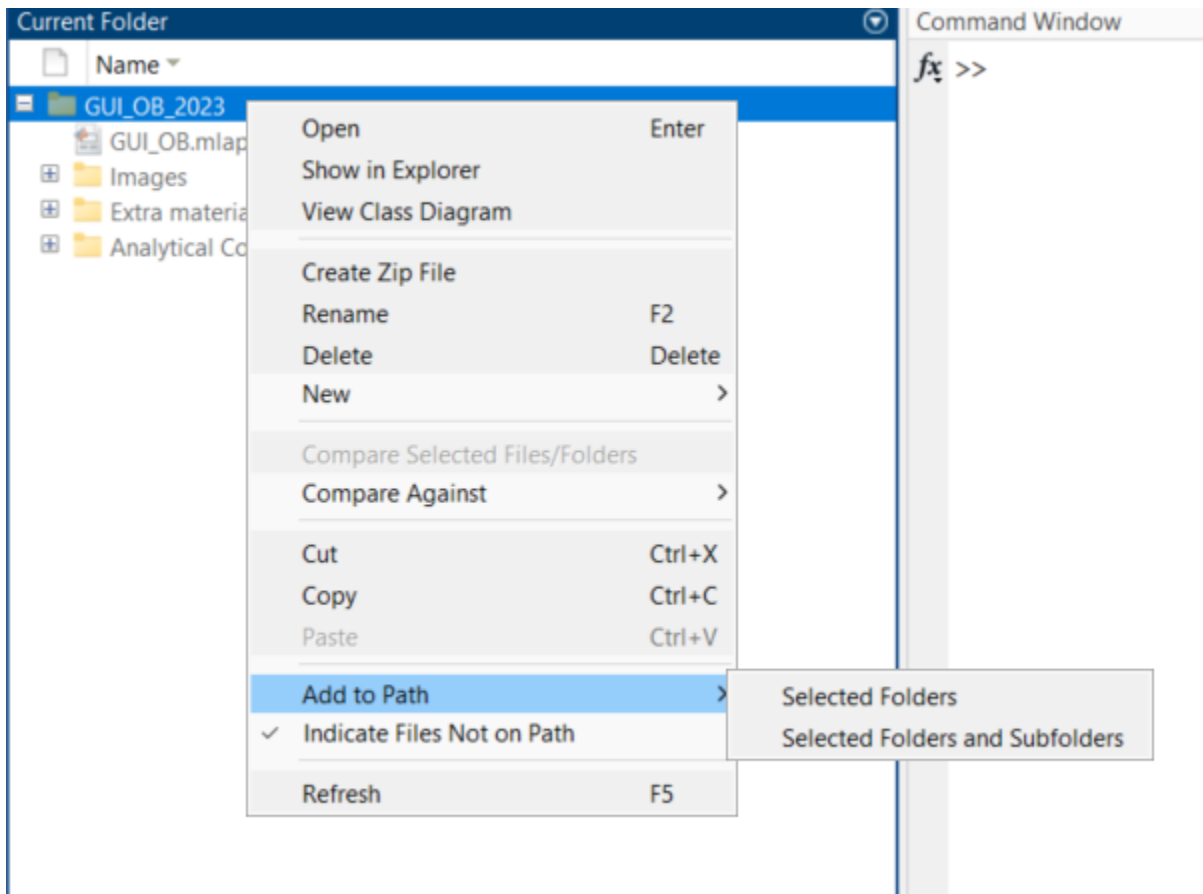 Current Folder
Name
GUI_OB_2023
GUI_OB.mlap
Images
Extra materia
Analytical Co
Open Enter
Show in Explorer
View Class Diagram
Create Zip File
Rename F2
Delete Delete
New
Compare Selected Files/Folders
Compare Against
Cut Ctrl+X
Copy Ctrl+C
Paste Ctrl+V
Add to Path
Selected Folders
Selected Folders and Subfolders
Indicate Files Not on Path
Refresh F5
Command Window
fx >>